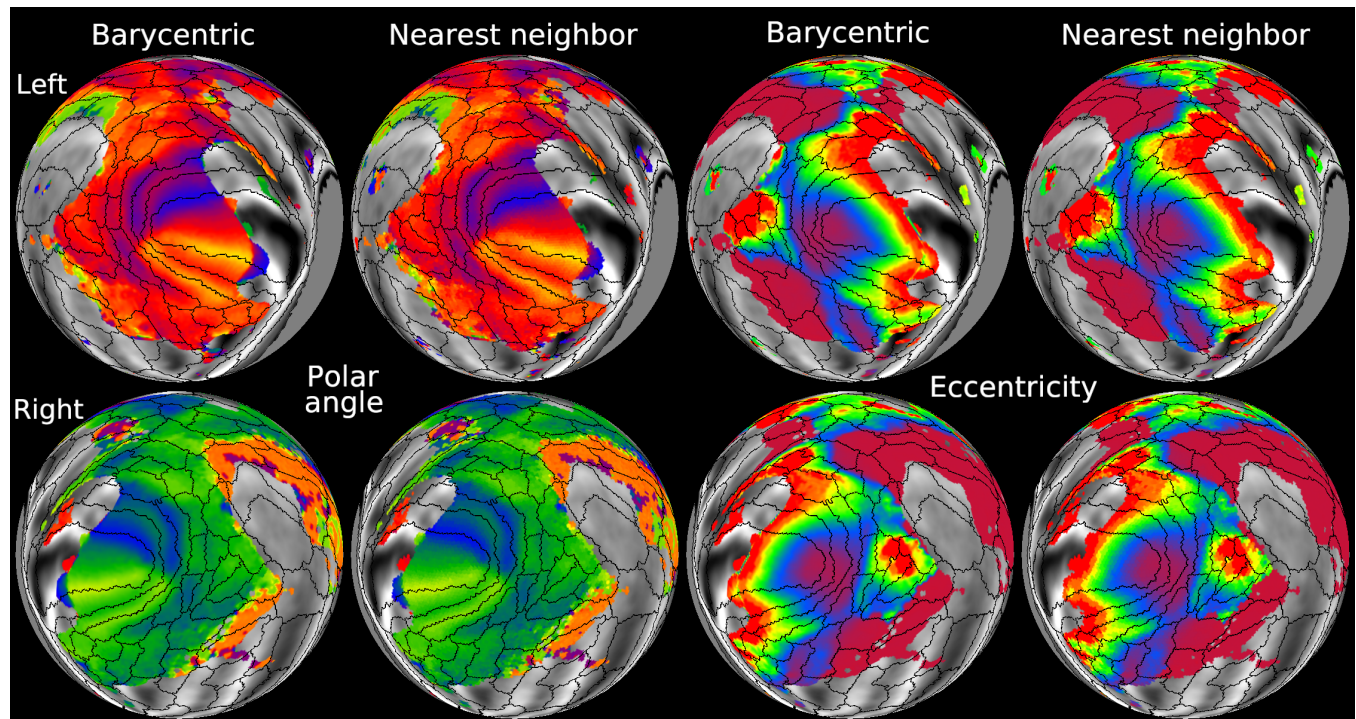 Barycentric
Nearest neighbor
Barycentric
Nearest neighbor
Left
Polar
angle
Eccentricity
Right